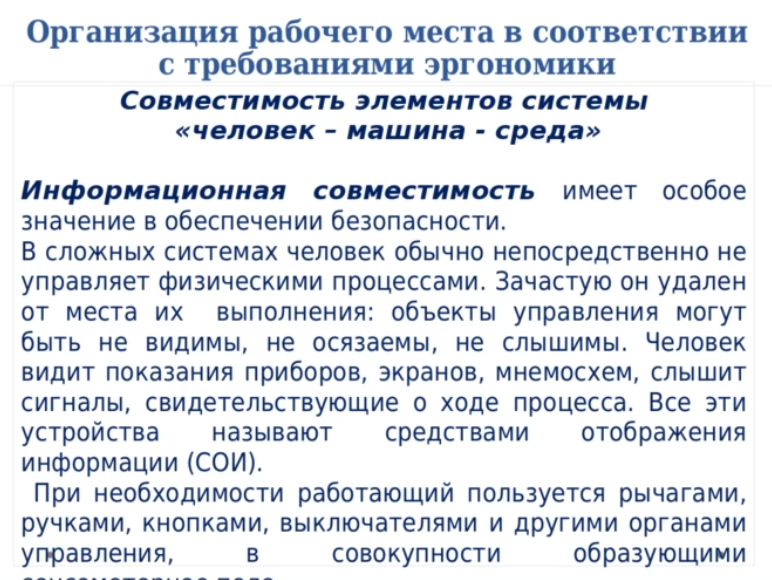 Организация рабочего места в соответствии
с требованиями эргономики
Совместимость элементов системы
«человек – машина - среда»
Информационная совместимость имеет особое
значение в обеспечении безопасности.
В сложных системах человек обычно непосредственно не
управляет физическими процессами. Зачастую он удален
от места их выполнения: объекты управления могут
быть не видимы, не осязаемы, не слышимы. Человек
видит показания приборов, экранов, мнемосхем, слышит
сигналы, свидетельствующие о ходе процесса. Все эти
устройства называют средствами отображения
информации (СОИ).
При необходимости работающий пользуется рычагами,
ручками, кнопками, выключателями и другими органами
управления, в совокупности образующими